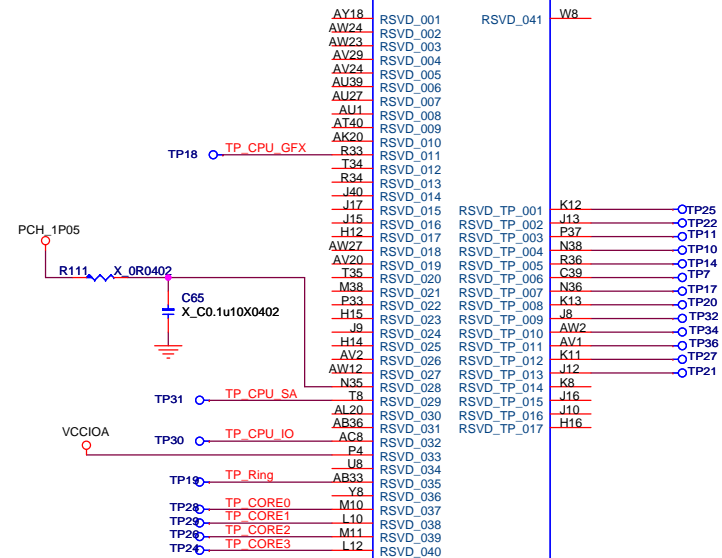 AY18 RSVD_001 RSVD_041 W8
AW24 RSVD_002
AW23 RSVD_003
AV29 RSVD_004
AV24 RSVD_005
AU39 RSVD_006
AU27 RSVD_007
AU1 RSVD_008
AT40 RSVD_009
AK20 RSVD_010
TP18 TP_CPU_GFX R33 RSVD_011
T34 RSVD_012
R34 RSVD_013
J40 RSVD_014
J17 RSVD_015 RSVD_TP_001 K12 TP25
J15 RSVD_016 RSVD_TP_002 J13 TP22
H12 RSVD_017 RSVD_TP_003 P37 TP11
AW27 RSVD_018 RSVD_TP_004 N38 TP10
AV20 RSVD_019 RSVD_TP_005 R36 TP14
T35 RSVD_020 RSVD_TP_006 C39 TP7
M38 RSVD_021 RSVD_TP_007 N36 TP17
P33 RSVD_022 RSVD_TP_008 K13 TP20
H15 RSVD_023 RSVD_TP_009 J8 TP32
J9 RSVD_024 RSVD_TP_010 AW2 TP34
H14 RSVD_025 RSVD_TP_011 AV1 TP36
AV2 RSVD_026 RSVD_TP_012 K11 TP27
AW12 RSVD_027 RSVD_TP_013 J12 TP21
N35 RSVD_028 RSVD_TP_014 K8
PCH_1P05
R111 X_0R0402
C65
X_C0.1u10X0402
TP31 TP_CPU_SA T8 RSVD_029 RSVD_TP_015 J16
AL20 RSVD_030 RSVD_TP_016 J10
AB36 RSVD_031 RSVD_TP_017 H16
TP30 TP_CPU_IO AC8 RSVD_032
VCCIOA P4 RSVD_033
U8 RSVD_034
TP19 TP_Ring AB33 RSVD_035
Y8 RSVD_036
TP28 TP_CORE0 M10 RSVD_037
TP29 TP_CORE1 L10 RSVD_038
TP26 TP_CORE2 M11 RSVD_039
TP24 TP_CORE3 L12 RSVD_040